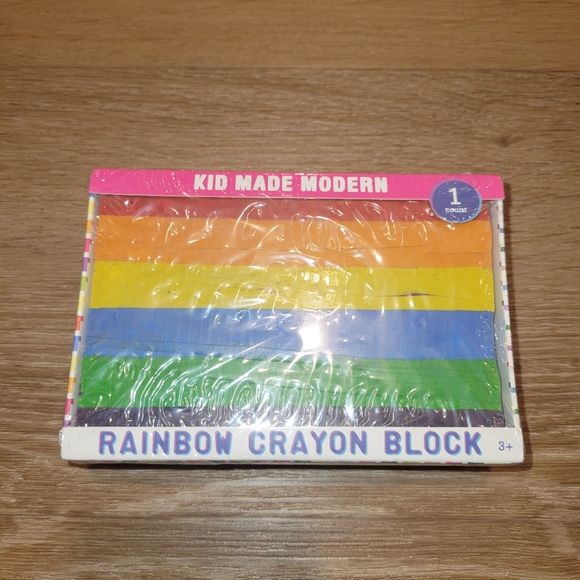 KID MADE MODERN
1
COUNT
RAINBOW CRAYON BLOCK
3+